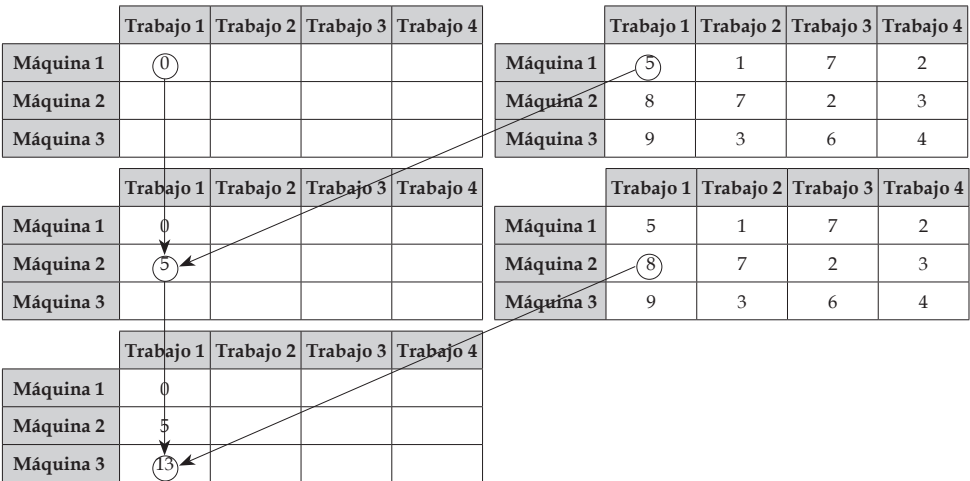 Trabajo 1 Trabajo 2 Trabajo 3 Trabajo 4
Máquina 1 0
Máquina 2
Máquina 3
Trabajo 1 Trabajo 2 Trabajo 3 Trabajo 4
Máquina 1 5 1 7 2
Máquina 2 8 7 2 3
Máquina 3 9 3 6 4
Trabajo 1 Trabajo 2 Trabajo 3 Trabajo 4
Máquina 1 0
Máquina 2 5
Máquina 3
Trabajo 1 Trabajo 2 Trabajo 3 Trabajo 4
Máquina 1 5 1 7 2
Máquina 2 8 7 2 3
Máquina 3 9 3 6 4
Trabajo 1 Trabajo 2 Trabajo 3 Trabajo 4
Máquina 1 0
Máquina 2 5
Máquina 3 13